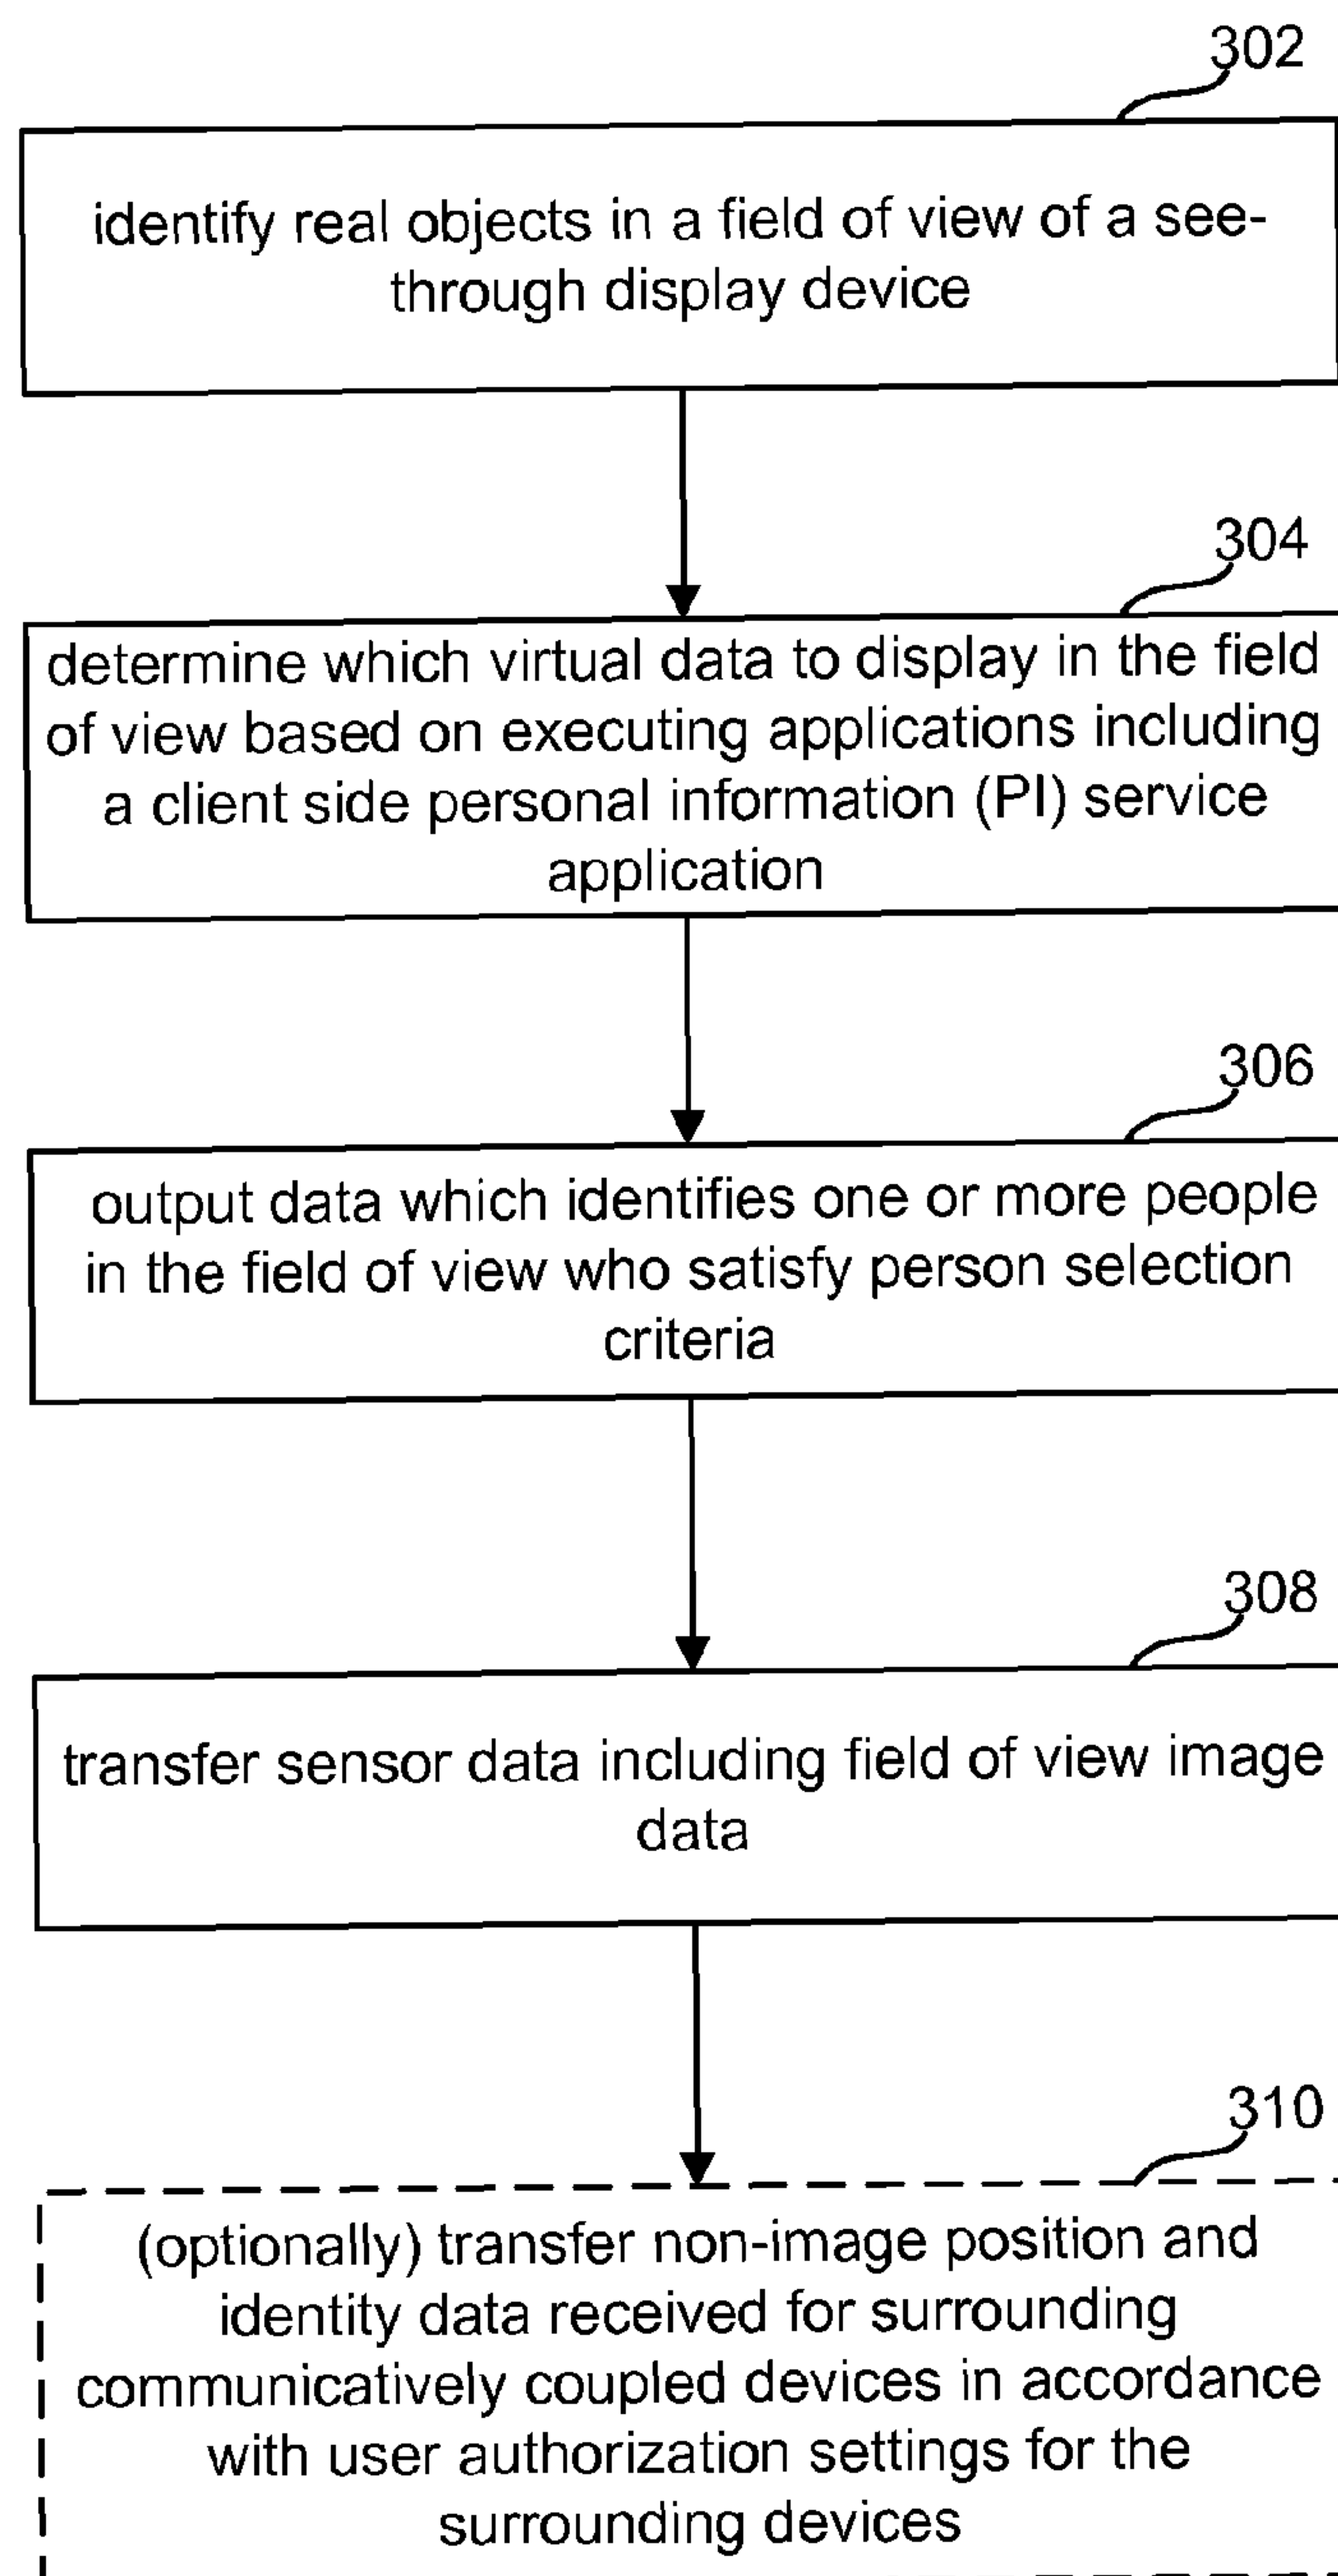 302
identify real objects in a field of view of a see-
through display device
304
determine which virtual data to display in the field
of view based on executing applications including
a client side personal information (PI) service
application
306
output data which identifies one or more people
in the field of view who satisfy person selection
criteria
308
transfer sensor data including field of view image
data
310
(optionally) transfer non-image position and
identity data received for surrounding
communicatively coupled devices in accordance
with user authorization settings for the
surrounding devices